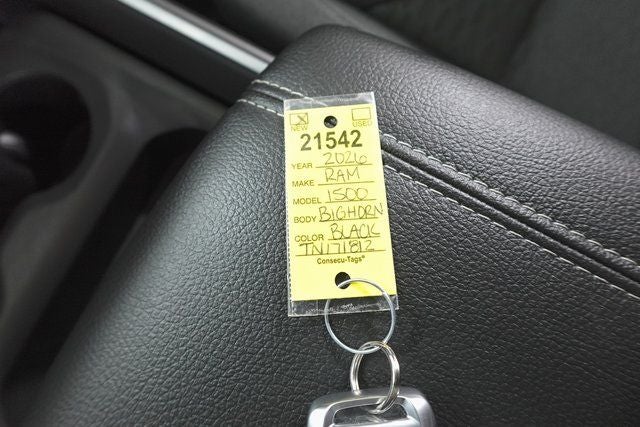 NEW USED
21542
YEAR 2026
MAKE RAM
MODEL 1500
BODY BIGHORN
COLOR BLACK
TN171812
Consecu-Tags®